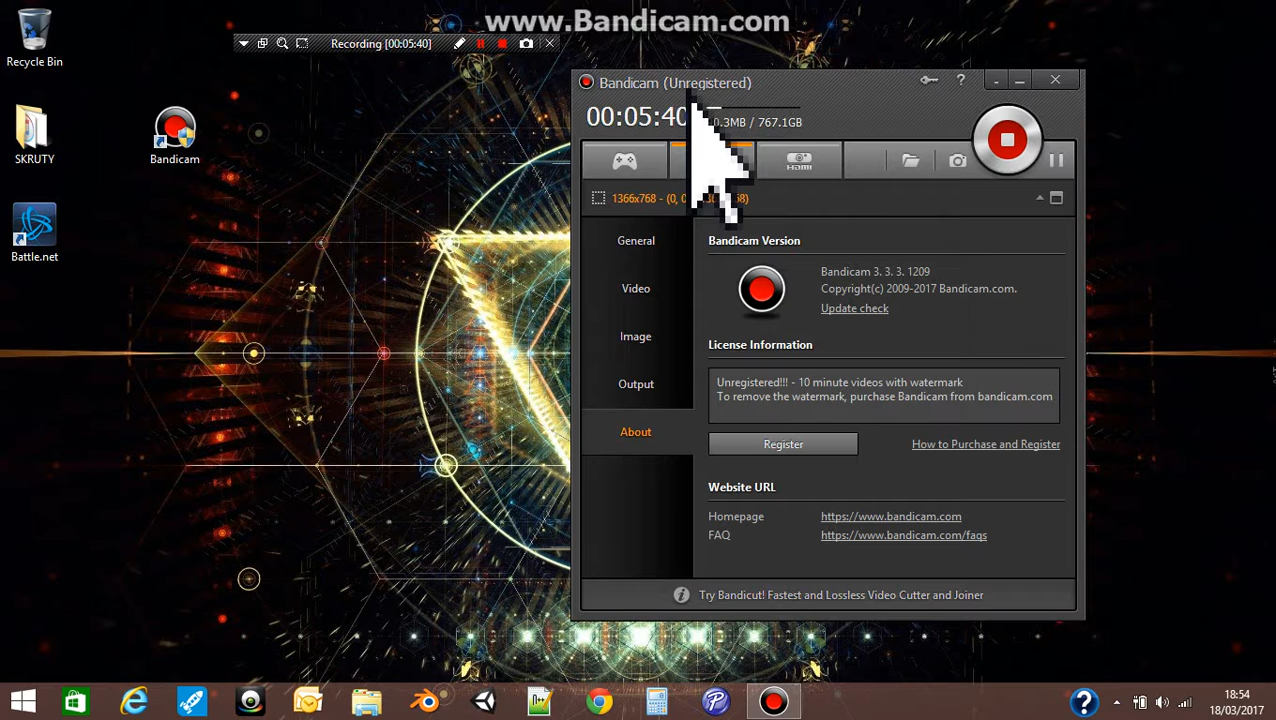 www.Bandicam.com
Recycle Bin
SKRUTY
Bandicam
Battle.net
Recording [00:05:40]
Bandicam (Unregistered)
00:05:40
0.3MB / 767.1GB
HDMI
1366x768 - (0, 0
68)
General
Video
Image
Output
About
Bandicam Version
Bandicam 3. 3. 3. 1209
Copyright(c) 2009-2017 Bandicam.com.
Update check
License Information
Unregistered!!! - 10 minute videos with watermark
To remove the watermark, purchase Bandicam from bandicam.com
Register
How to Purchase and Register
Website URL
Homepage https://www.bandicam.com
FAQ https://www.bandicam.com/faqs
Try Bandicut! Fastest and Lossless Video Cutter and Joiner
18:54
18/03/2017